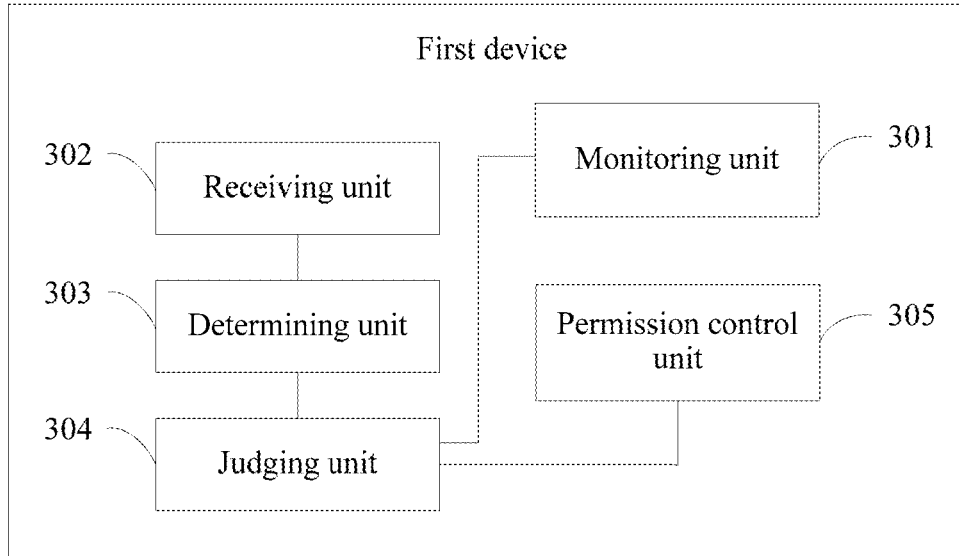 First device
302
Receiving unit
303
Determining unit
304
Judging unit
Monitoring unit
301
Permission control
unit
305